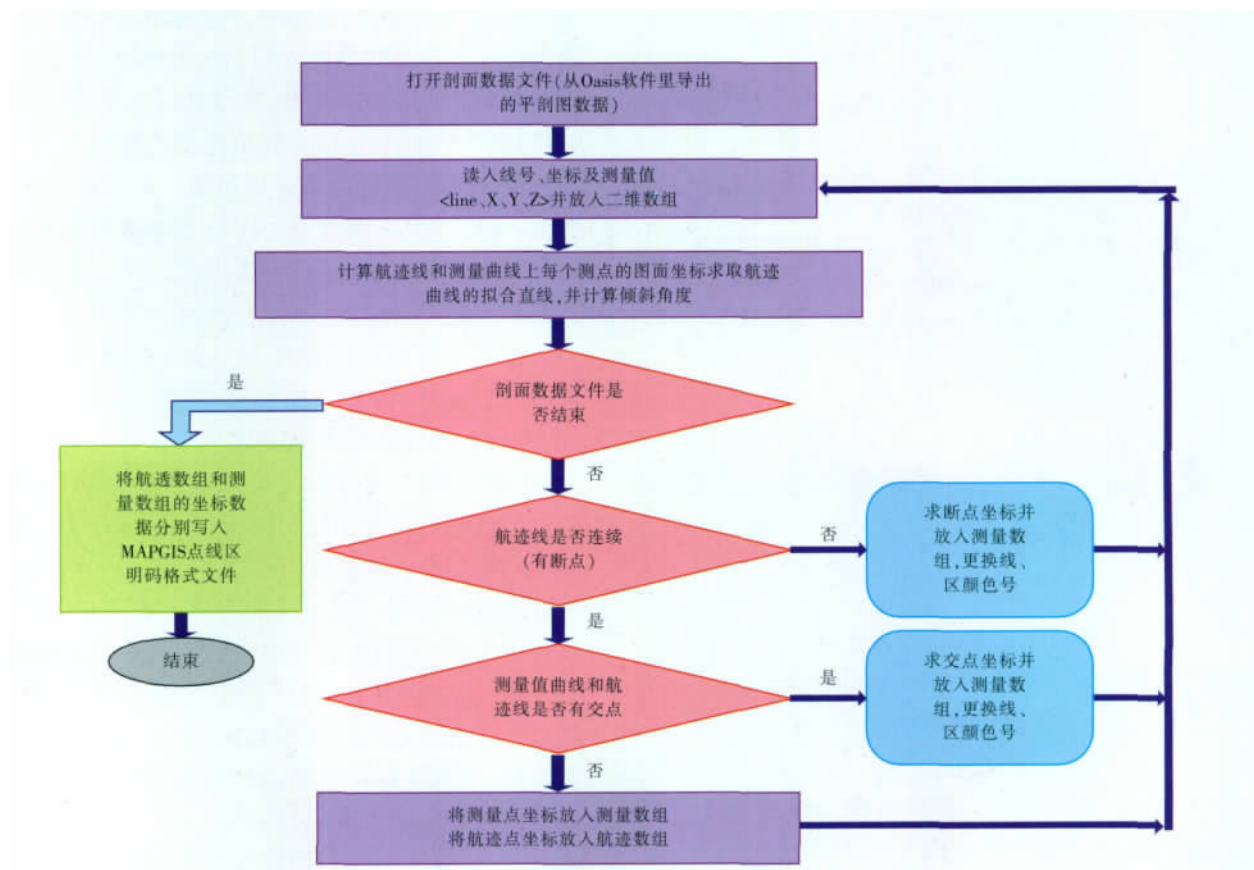 打开剖面数据文件(从Oasis软件里导出
的平剖图数据)
读入线号、坐标及测量值
<line、X、Y、Z>并放人二维数组
计算航迹线和测量曲线上每个测点的图面坐标求取航迹
曲线的拟合直线,并计算倾斜角度
剖面数据文件是
否结束
是
将航透数组和测
量数组的坐标数
据分别写入
MAPGIS点线区
明码格式文件
结束
否
航迹线是否连续
(有断点)
否
求断点坐标并
放人测量数
组,更换线、
区颜色号
是
测量值曲线和航
迹线是否有交点
是
求交点坐标并
放人测量数
组,更换线、
区颜色号
否
将测量点坐标放入测量数组
将航迹点坐标放入航迹数组